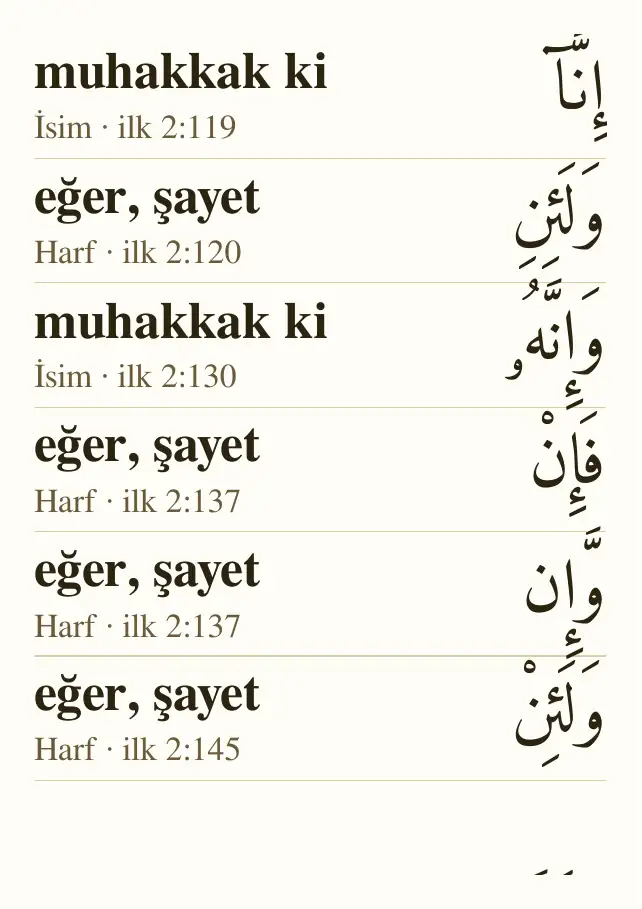 muhakkak ki إِنَّآ
İsim · ilk 2:119
eğer, şayet وَلَئِنِ
Harf · ilk 2:120
muhakkak ki وَإِنَّهُۥ
İsim · ilk 2:130
eğer, şayet فَإِنْ
Harf · ilk 2:137
eğer, şayet وَّإِن
Harf · ilk 2:137
eğer, şayet وَلَئِنْ
Harf · ilk 2:145